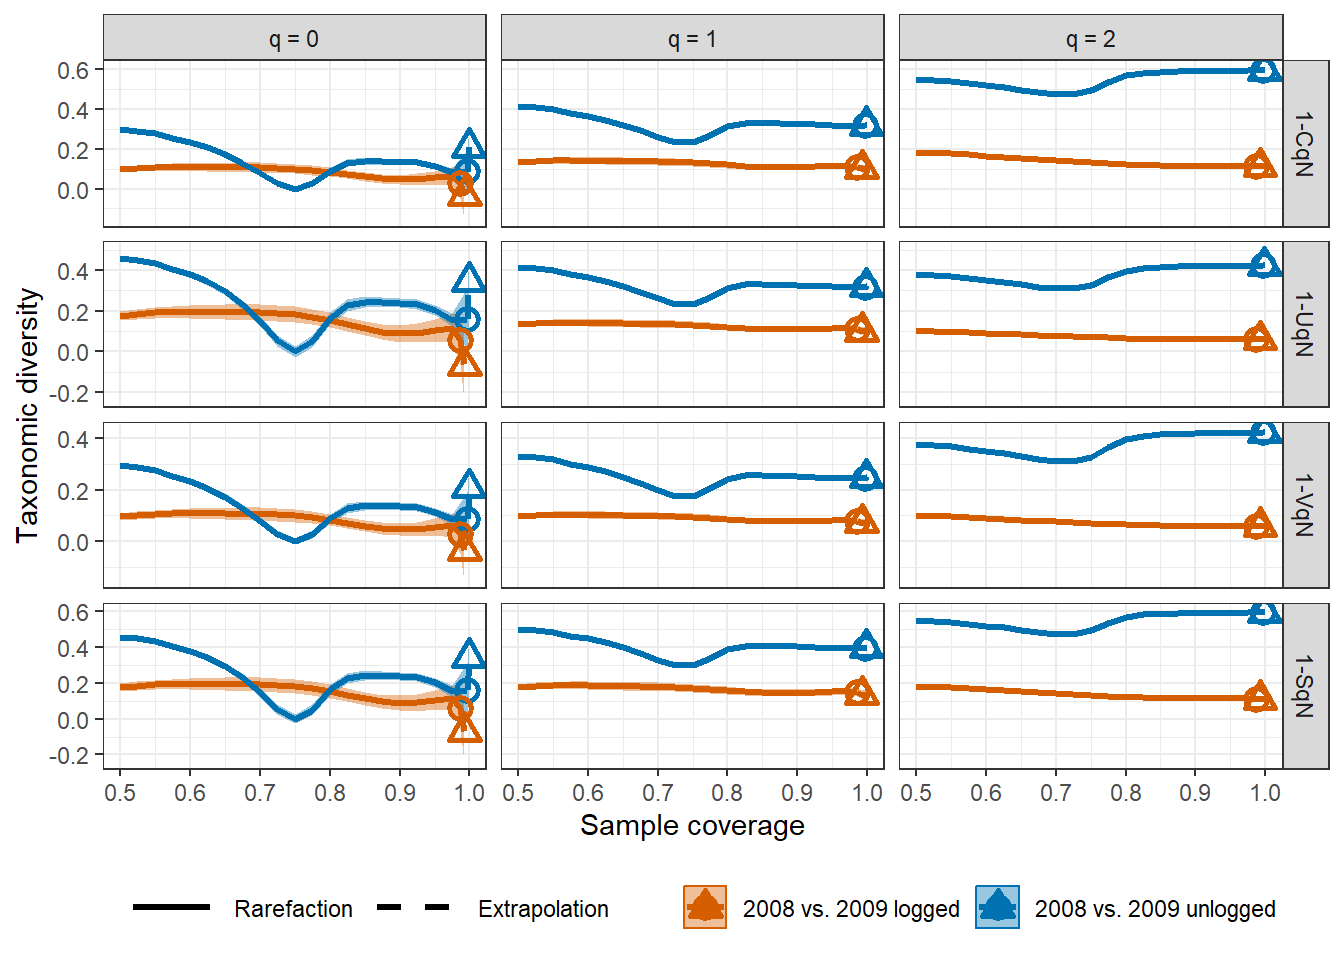 q = 0 q = 1 q = 2
0.6
0.4
0.2
0.0
1-CqN
0.4
0.2
0.0
-0.2
1-UqN
0.4
0.2
0.0
1-VqN
0.6
0.4
0.2
0.0
-0.2
1-SqN
Taxonomic diversity
0.5 0.6 0.7 0.8 0.9 1.0 0.5 0.6 0.7 0.8 0.9 1.0 0.5 0.6 0.7 0.8 0.9 1.0
Sample coverage
Rarefaction Extrapolation 2008 vs. 2009 logged 2008 vs. 2009 unlogged